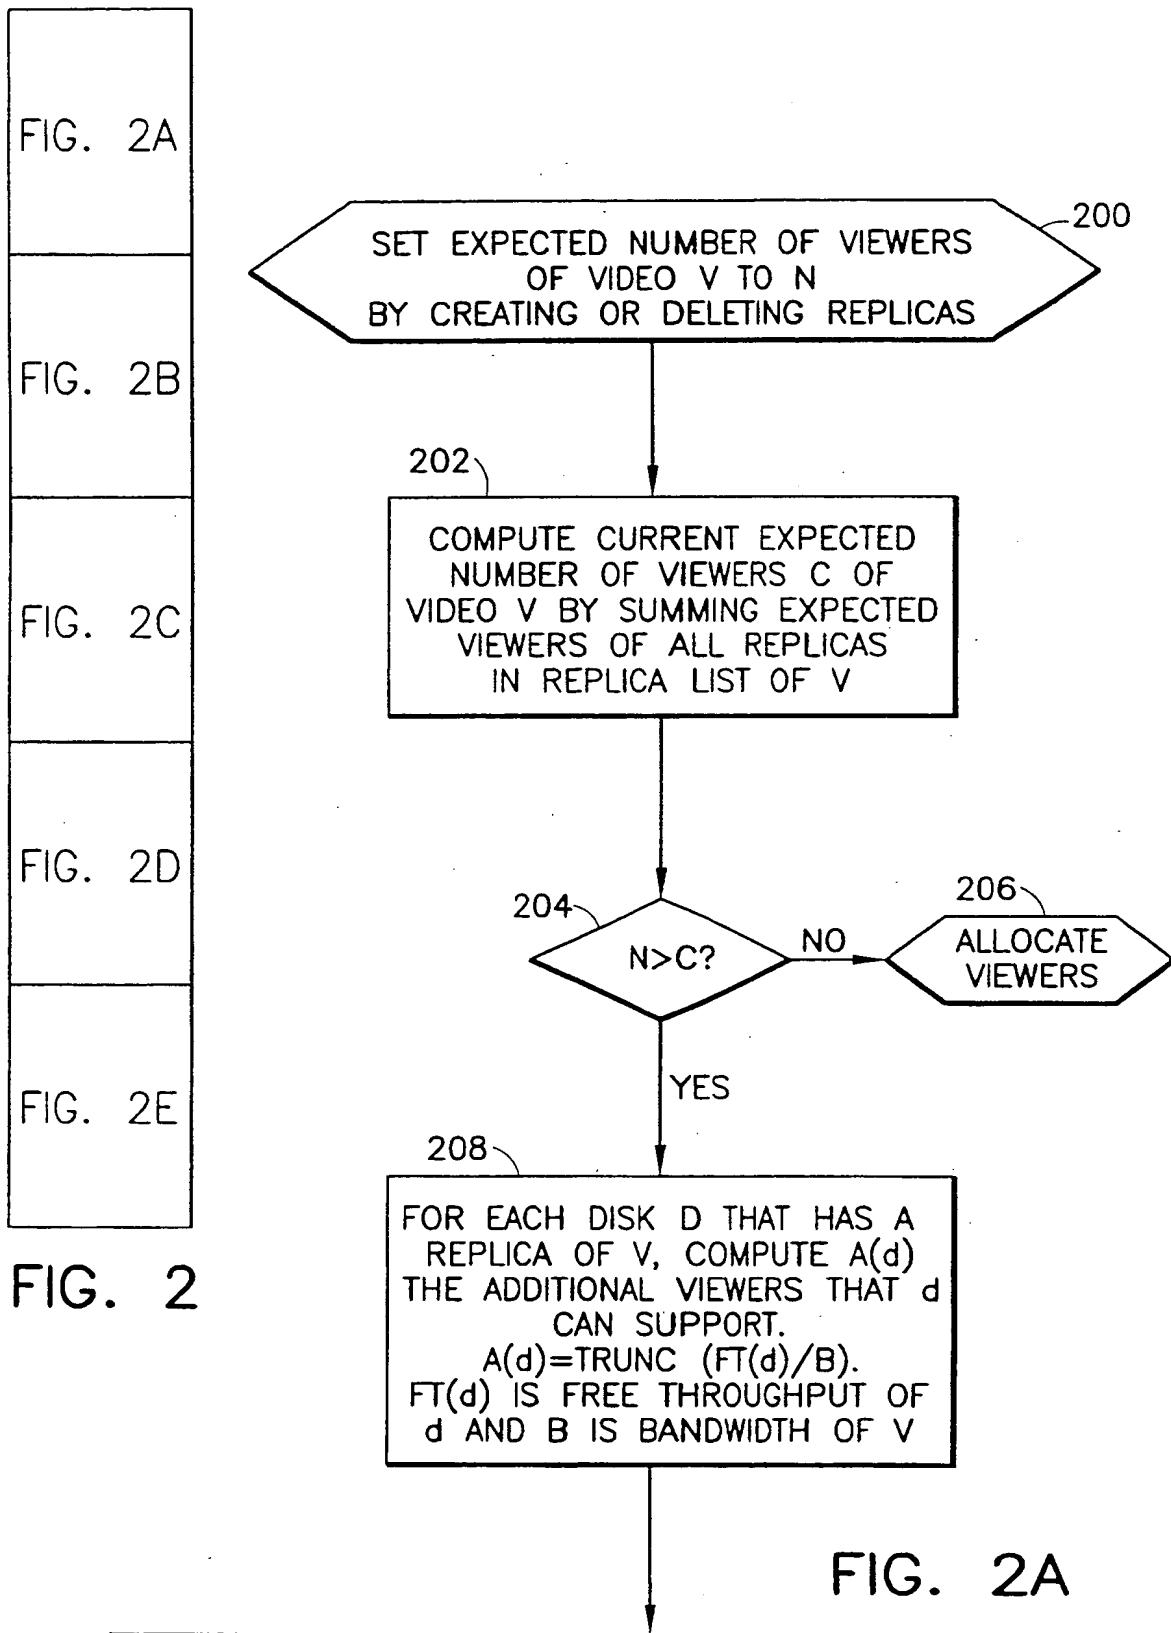 FIG. 2A
FIG. 2B
FIG. 2C
FIG. 2D
FIG. 2E
FIG. 2
200
SET EXPECTED NUMBER OF VIEWERS
OF VIDEO V TO N
BY CREATING OR DELETING REPLICAS
202
COMPUTE CURRENT EXPECTED
NUMBER OF VIEWERS C OF
VIDEO V BY SUMMING EXPECTED
VIEWERS OF ALL REPLICAS
IN REPLICA LIST OF V
204
N>C?
NO
206
ALLOCATE
VIEWERS
YES
208
FOR EACH DISK D THAT HAS A
REPLICA OF V, COMPUTE A(d)
THE ADDITIONAL VIEWERS THAT d
CAN SUPPORT.
A(d)=TRUNC (FT(d)/B).
FT(d) IS FREE THROUGHPUT OF
d AND B IS BANDWIDTH OF V
FIG. 2A